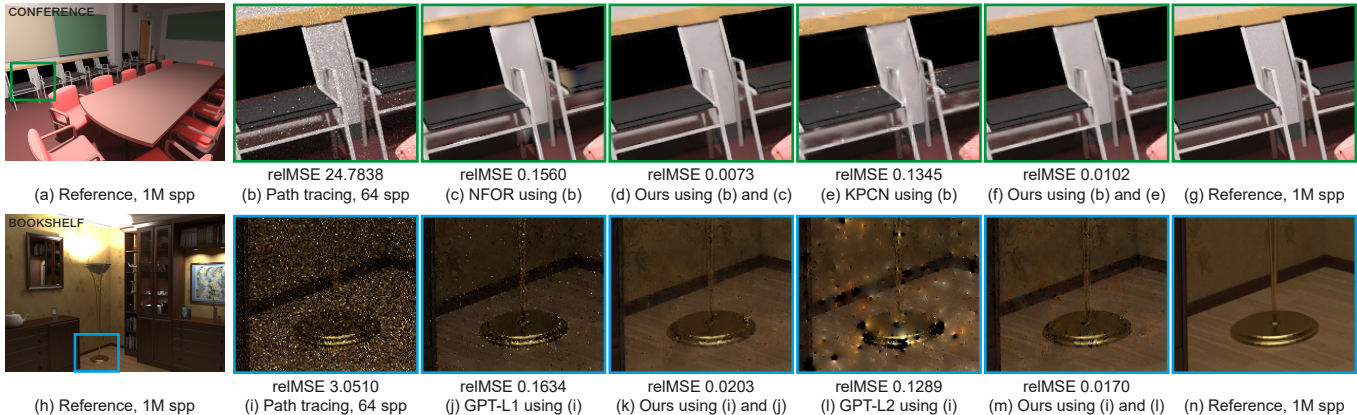 CONFERENCE
relMSE 24.7838 relMSE 0.1560 relMSE 0.0073 relMSE 0.1345 relMSE 0.0102
(a) Reference, 1M spp (b) Path tracing, 64 spp (c) NFOR using (b) (d) Ours using (b) and (c) (e) KPCN using (b) (f) Ours using (b) and (e) (g) Reference, 1M spp
BOOKSHELF
relMSE 3.0510 relMSE 0.1634 relMSE 0.0203 relMSE 0.1289 relMSE 0.0170
(h) Reference, 1M spp (i) Path tracing, 64 spp (j) GPT-L1 using (i) (k) Ours using (i) and (j) (l) GPT-L2 using (i) (m) Ours using (i) and (l) (n) Reference, 1M spp